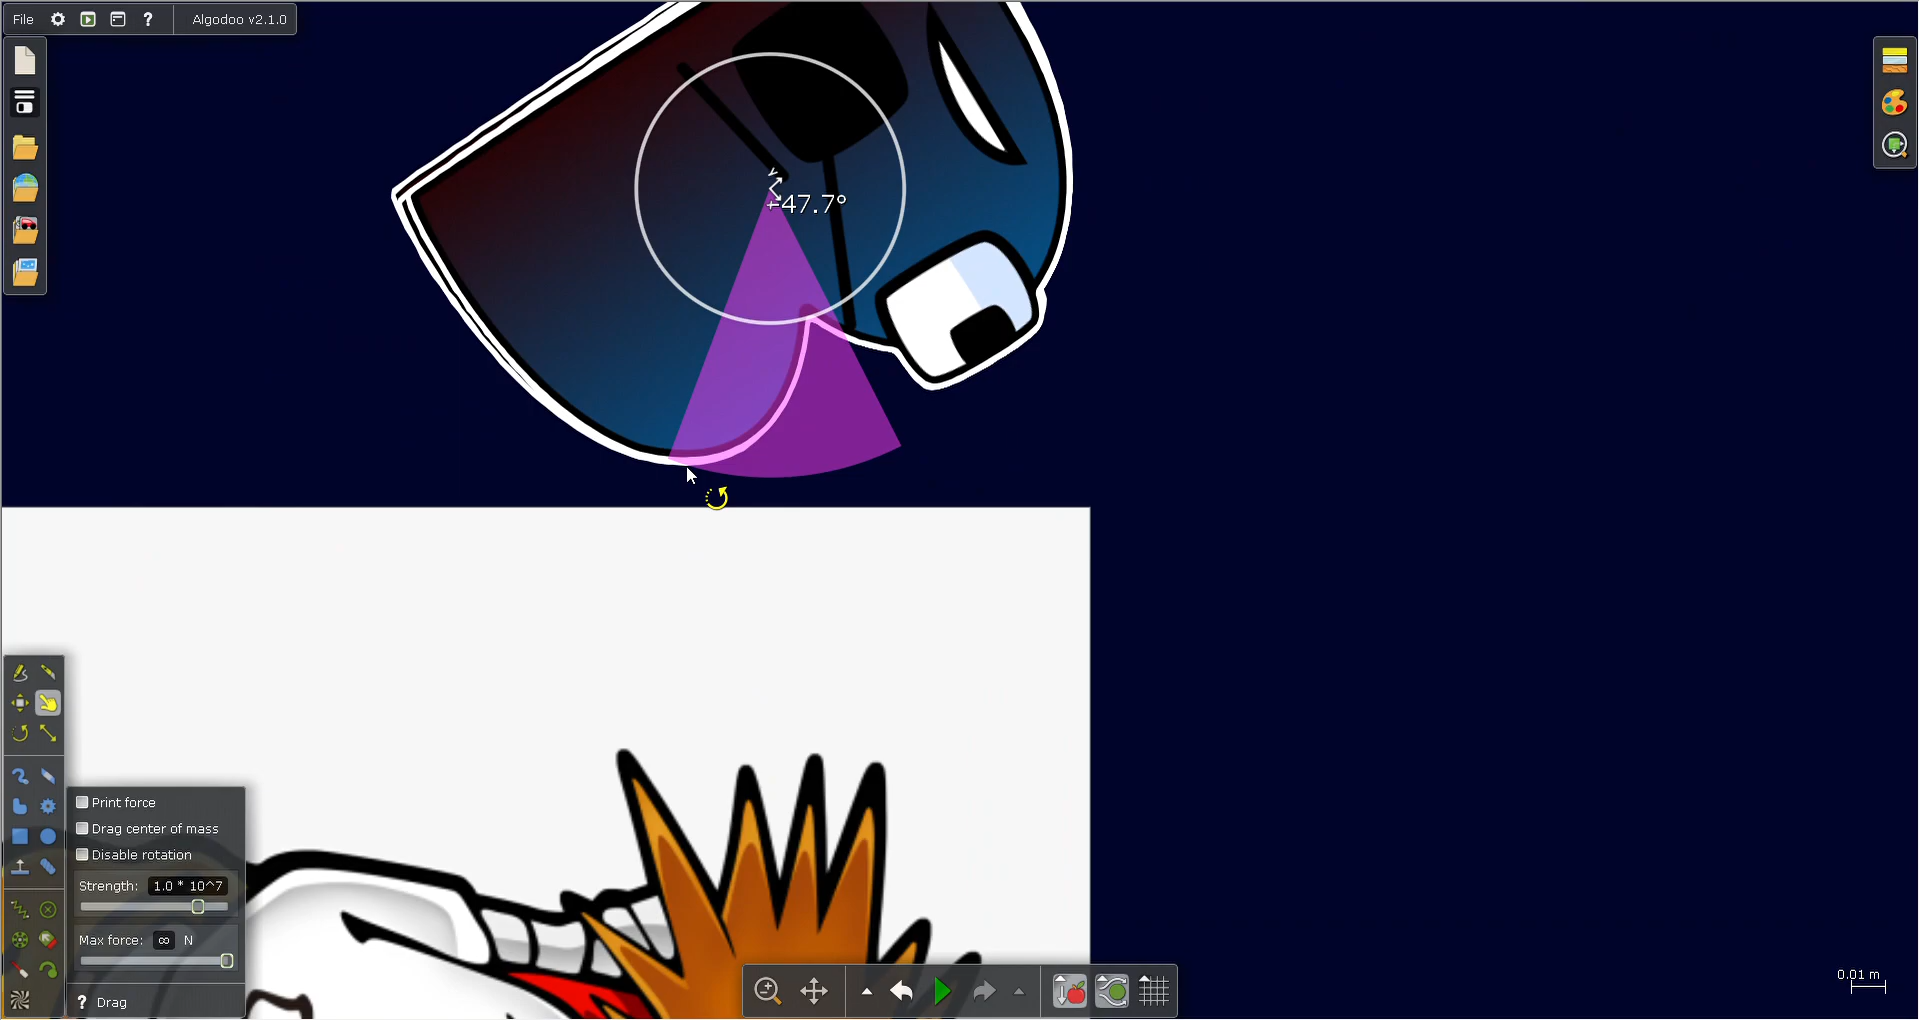 File ? Algodoo v2.1.0
Y
-47.7°
Print force
Drag center of mass
Disable rotation
Strength: 1.0 * 10^7
Max force: ∞ N
? Drag
0.01 m